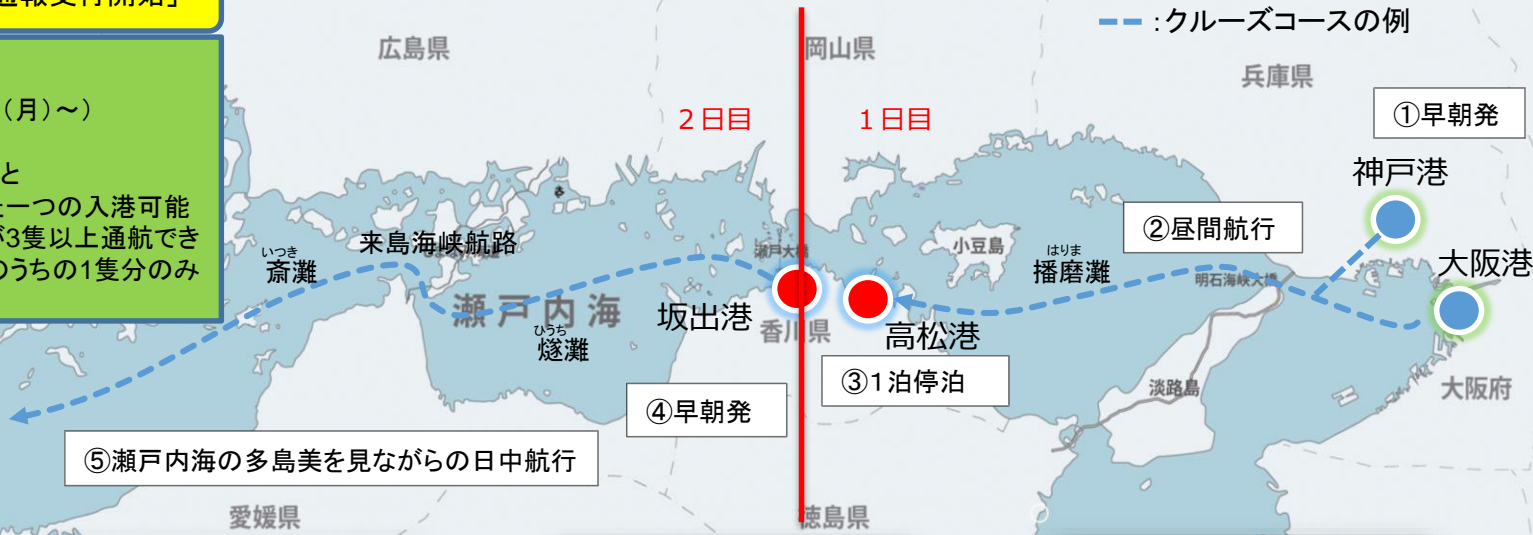 通報受付開始」
（月）～）
と
一つの入港可能
が3隻以上通航でき
のうちの1隻分のみ
━━ ：クルーズコースの例
広島県
岡山県
兵庫県
2日目
1日目
①早朝発
神戸港
②昼間航行
大阪港
いつき
斎灘
来島海峡航路
瀬戸大橋
小豆島
はりま
播磨灘
明石海峡大橋
瀬戸内海
ひうち
燧灘
坂出港
香川県
高松港
③1泊停泊
淡路島
大阪府
④早朝発
⑤瀬戸内海の多島美を見ながらの日中航行
愛媛県
徳島県